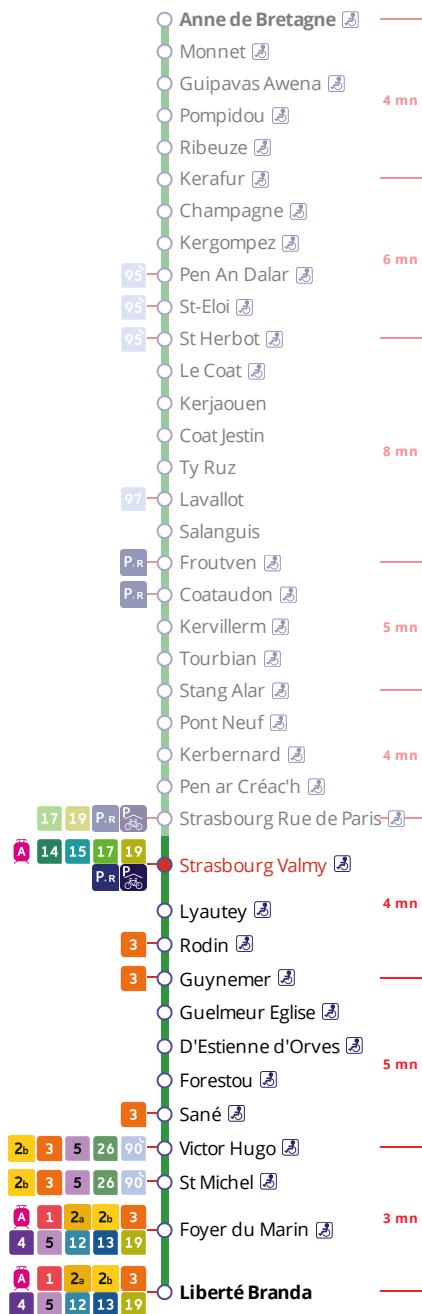 Anne de Bretagne
Monnet
Guipavas Awena
4 mn
Pompidou
Ribeuze
Kerafur
Champagne
Kergompez
6 mn
95 Pen An Dalar
95 St-Eloi
95 St Herbot
Le Coat
Kerjaouen
Coat Jestin
8 mn
Ty Ruz
97 Lavallot
Salanguis
P+R Froutven
P+R Coataudon
Kervillerm
5 mn
Tourbian
Stang Alar
Pont Neuf
Kerbernard
4 mn
Pen ar Créac'h
17 19 P+R P Strasbourg Rue de Paris
A 14 15 17 19
P+R P
Strasbourg Valmy
4 mn
Lyautey
3 Rodin
3 Guynemer
Guelmeur Eglise
D'Estienne d'Orves
5 mn
Forestou
3 Sané
2b 3 5 26 90 Victor Hugo
2b 3 5 26 90 St Michel
3 mn
A 1 2a 2b 3
4 5 12 13 19
Foyer du Marin
A 1 2a 2b 3
4 5 12 13 19
Liberté Branda